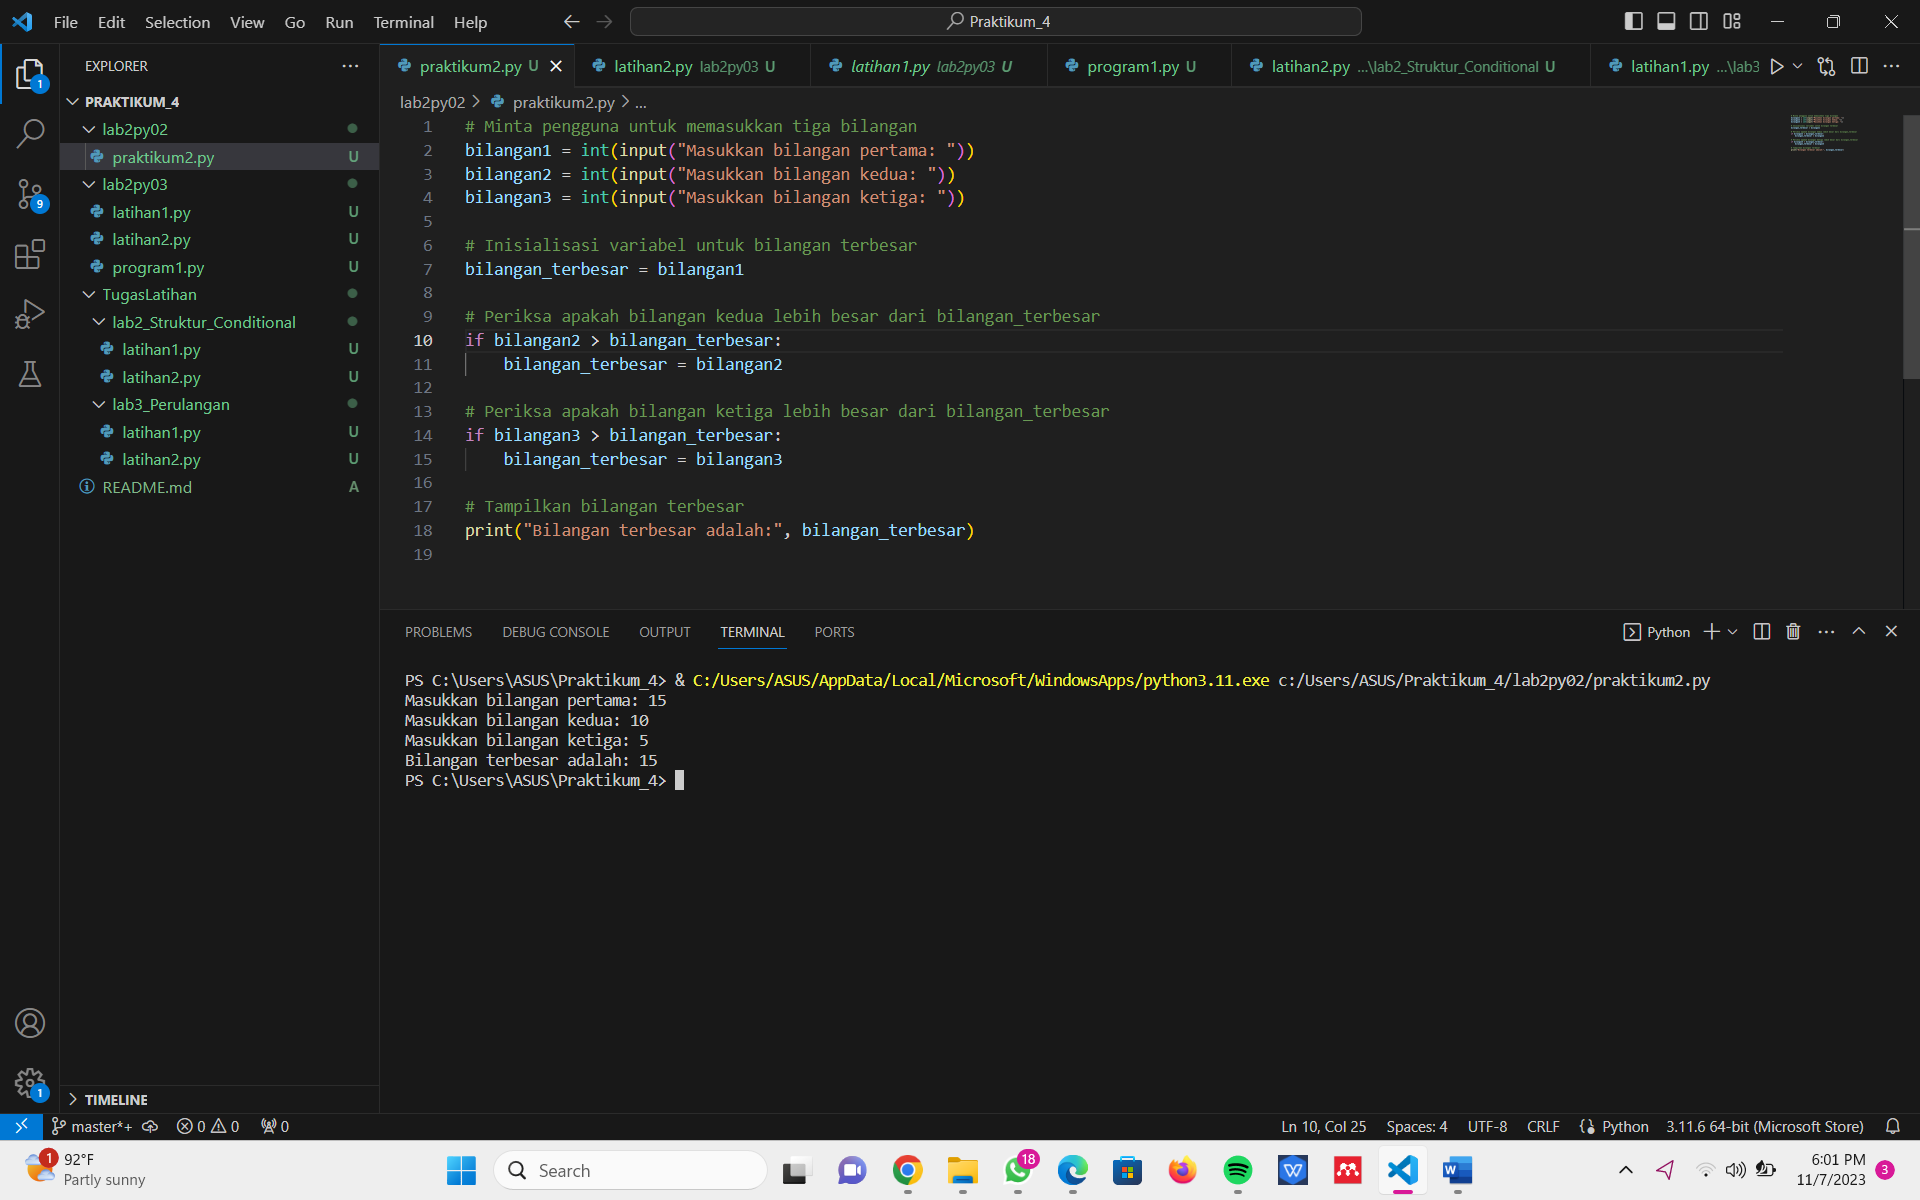 File Edit Selection View Go Run Terminal Help
Praktikum_4
EXPLORER
PRAKTIKUM_4
lab2py02
praktikum2.py U
lab2py03
latihan1.py U
latihan2.py U
program1.py U
TugasLatihan
lab2_Struktur_Conditional
latihan1.py U
latihan2.py U
lab3_Perulangan
latihan1.py U
latihan2.py U
README.md A
TIMELINE
1
9
1
praktikum2.py U
latihan2.py lab2py03 U
latihan1.py lab2py03 U
program1.py U
latihan2.py ...\lab2_Struktur_Conditional U
latihan1.py ...\lab3
lab2py02 > praktikum2.py > ...
1 # Minta pengguna untuk memasukkan tiga bilangan
2 bilangan1 = int(input("Masukkan bilangan pertama: "))
3 bilangan2 = int(input("Masukkan bilangan kedua: "))
4 bilangan3 = int(input("Masukkan bilangan ketiga: "))
5
6 # Inisialisasi variabel untuk bilangan terbesar
7 bilangan_terbesar = bilangan1
8
9 # Periksa apakah bilangan kedua lebih besar dari bilangan_terbesar
10 if bilangan2 > bilangan_terbesar:
11 bilangan_terbesar = bilangan2
12
13 # Periksa apakah bilangan ketiga lebih besar dari bilangan_terbesar
14 if bilangan3 > bilangan_terbesar:
15 bilangan_terbesar = bilangan3
16
17 # Tampilkan bilangan terbesar
18 print("Bilangan terbesar adalah:", bilangan_terbesar)
19
PROBLEMS DEBUG CONSOLE OUTPUT TERMINAL PORTS
Python
PS C:\Users\ASUS\Praktikum_4> & C:/Users/ASUS/AppData/Local/Microsoft/WindowsApps/python3.11.exe c:/Users/ASUS/Praktikum_4/lab2py02/praktikum2.py
Masukkan bilangan pertama: 15
Masukkan bilangan kedua: 10
Masukkan bilangan ketiga: 5
Bilangan terbesar adalah: 15
PS C:\Users\ASUS\Praktikum_4>
master*+ 0 0 0
Ln 10, Col 25 Spaces: 4 UTF-8 CRLF Python 3.11.6 64-bit (Microsoft Store)
1
92°F
Partly sunny
Search
18
6:01 PM
11/7/2023
3